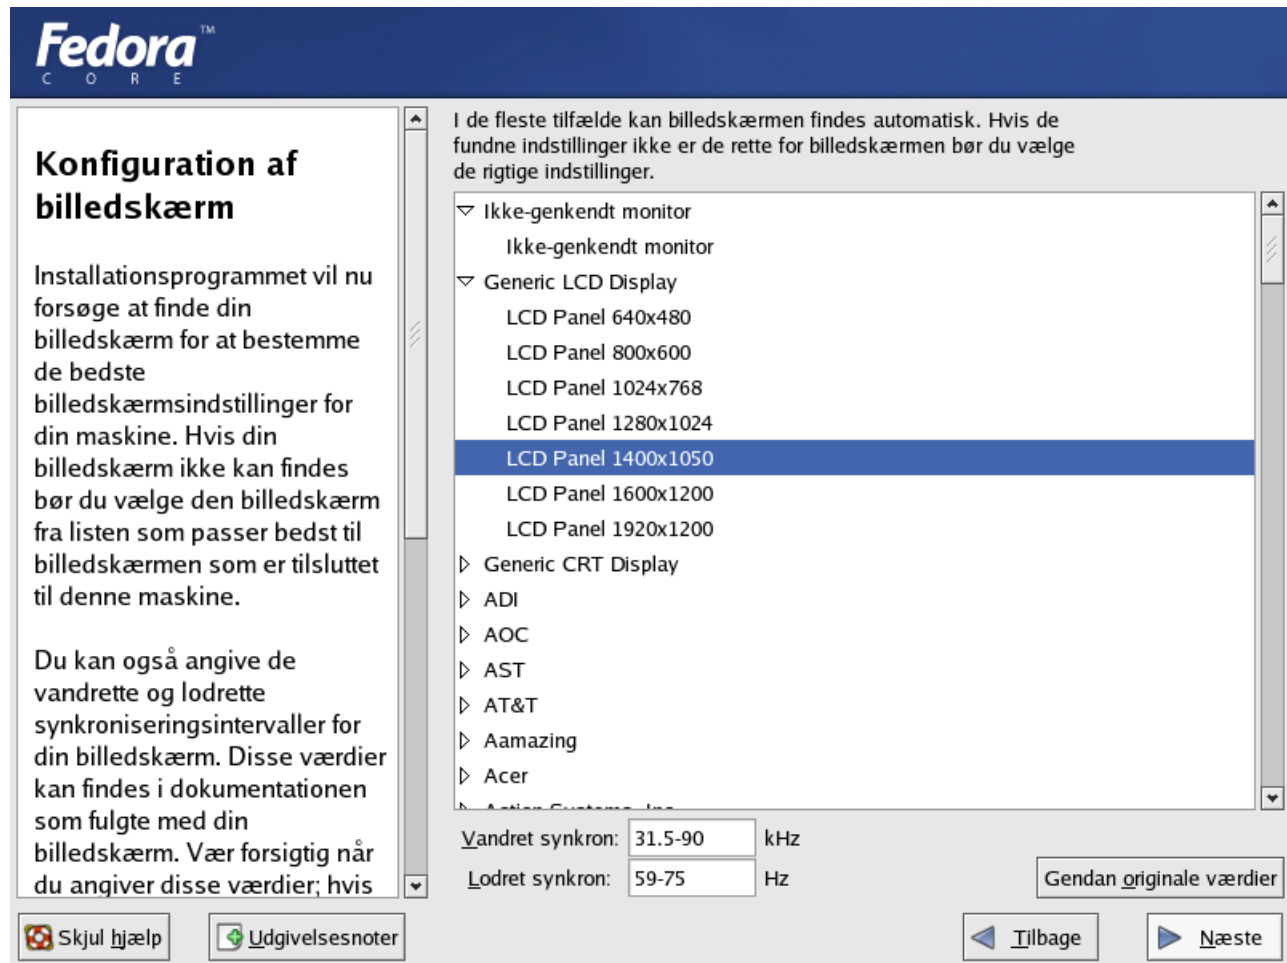 Fedora™
CORE
Konfiguration af
billedskærm
Installationsprogrammet vil nu
forsøge at finde din
billedskærm for at bestemme
de bedste
billedskærmsindstillinger for
din maskine. Hvis din
billedskærm ikke kan findes
bør du vælge den billedskærm
fra listen som passer bedst til
billedskærmen som er tilsluttet
til denne maskine.
Du kan også angive de
vandrette og lodrette
synkroniseringsintervaller for
din billedskærm. Disse værdier
kan findes i dokumentationen
som fulgte med din
billedskærm. Vær forsigtig når
du angiver disse værdier; hvis
I de fleste tilfælde kan billedskærmen findes automatisk. Hvis de
fundne indstillinger ikke er de rette for billedskærmen bør du vælge
de rigtige indstillinger.
Ikke-genkendt monitor
Ikke-genkendt monitor
Generic LCD Display
LCD Panel 640x480
LCD Panel 800x600
LCD Panel 1024x768
LCD Panel 1280x1024
LCD Panel 1400x1050
LCD Panel 1600x1200
LCD Panel 1920x1200
Generic CRT Display
ADI
AOC
AST
AT&T
Aamazing
Acer
Action Systems, Inc.
Vandret synkron: 31.5-90 kHz
Lodret synkron: 59-75 Hz
Gendan originale værdier
Skjul hjælp
Udgivelsesnoter
Tilbage
Næste